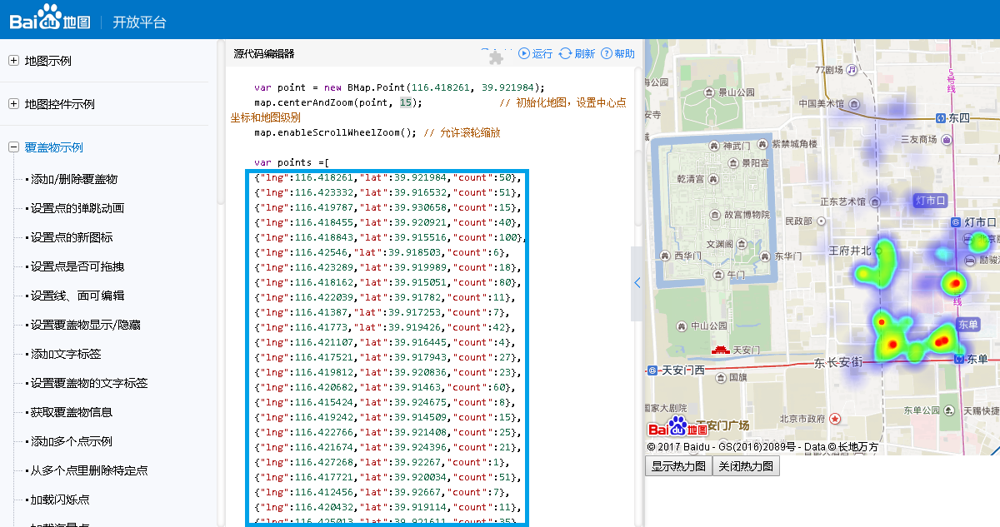 Bai du 地图 开放平台
地图示例
地图控件示例
覆盖物示例
添加/删除覆盖物
设置点的弹跳动画
设置点的新图标
设置点是否可拖拽
设置线、面可编辑
设置覆盖物显示/隐藏
添加文字标签
设置覆盖物的文字标签
获取覆盖物信息
添加多个点示例
从多个点里删除特定点
加载闪烁点
源代码编辑器
运行 刷新 帮助
var point = new BMap.Point(116.418261, 39.921984);
map.centerAndZoom(point, 15); // 初始化地图，设置中心点
坐标和地图级别
map.enableScrollWheelZoom(); // 允许滚轮缩放
var points =[
{"lng":116.418261,"lat":39.921984,"count":50},
{"lng":116.423332,"lat":39.916532,"count":51},
{"lng":116.419787,"lat":39.930658,"count":15},
{"lng":116.418455,"lat":39.920921,"count":40},
{"lng":116.418843,"lat":39.915516,"count":100},
{"lng":116.42546,"lat":39.918503,"count":6},
{"lng":116.423289,"lat":39.919989,"count":18},
{"lng":116.418162,"lat":39.915051,"count":80},
{"lng":116.422039,"lat":39.91782,"count":11},
{"lng":116.41387,"lat":39.917253,"count":7},
{"lng":116.41773,"lat":39.919426,"count":42},
{"lng":116.421107,"lat":39.916445,"count":4},
{"lng":116.417521,"lat":39.917943,"count":27},
{"lng":116.419812,"lat":39.920836,"count":23},
{"lng":116.420682,"lat":39.91463,"count":60},
{"lng":116.415424,"lat":39.924675,"count":8},
{"lng":116.419242,"lat":39.914509,"count":15},
{"lng":116.422766,"lat":39.921408,"count":25},
{"lng":116.421674,"lat":39.924396,"count":21},
{"lng":116.427268,"lat":39.92267,"count":1},
{"lng":116.417721,"lat":39.920034,"count":51},
{"lng":116.412456,"lat":39.92667,"count":7},
{"lng":116.420432,"lat":39.919114,"count":11},
{"lng":116.425013,"lat":39.921611,"count":35},
77剧场
5号线
海公园
景山公园
中国美术馆
东四
三友商场
神武门
紫禁城角楼
景阳宫
乾清宫
正东艺术馆
灯市口
故宫博物院
民政部
灯市口
文渊阁
王府井北
西华门
东华门
午门
励骏
中山公园
东单
天安门
东长安街
东单
天安门西
国旗
国家大剧院
北京市政府
东单公园
天赐快捷
天安门广场
Bai du 地图
© 2017 Baidu - GS(2016)2089号 - Data © 长地万方
显示热力图 关闭热力图